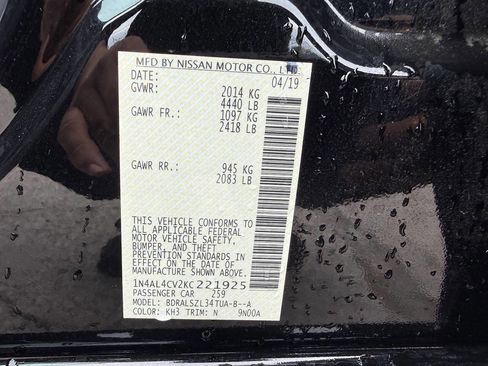 MFD BY NISSAN MOTOR CO., LTD.
DATE: 04/19
GVWR: 2014 KG
4440 LB
GAWR FR: 1097 KG
2418 LB
GAWR RR: 945 KG
2083 LB
THIS VEHICLE CONFORMS TO
ALL APPLICABLE FEDERAL
MOTOR VEHICLE SAFETY,
BUMPER, AND THEFT
PREVENTION STANDARDS IN
EFFECT ON THE DATE OF
MANUFACTURE SHOWN ABOVE.
1N4AL4CV2KC221925
PASSENGER CAR 259
MODEL: BDRALSZL34TUA-B--A
COLOR: KH3 TRIM: N 9N00A